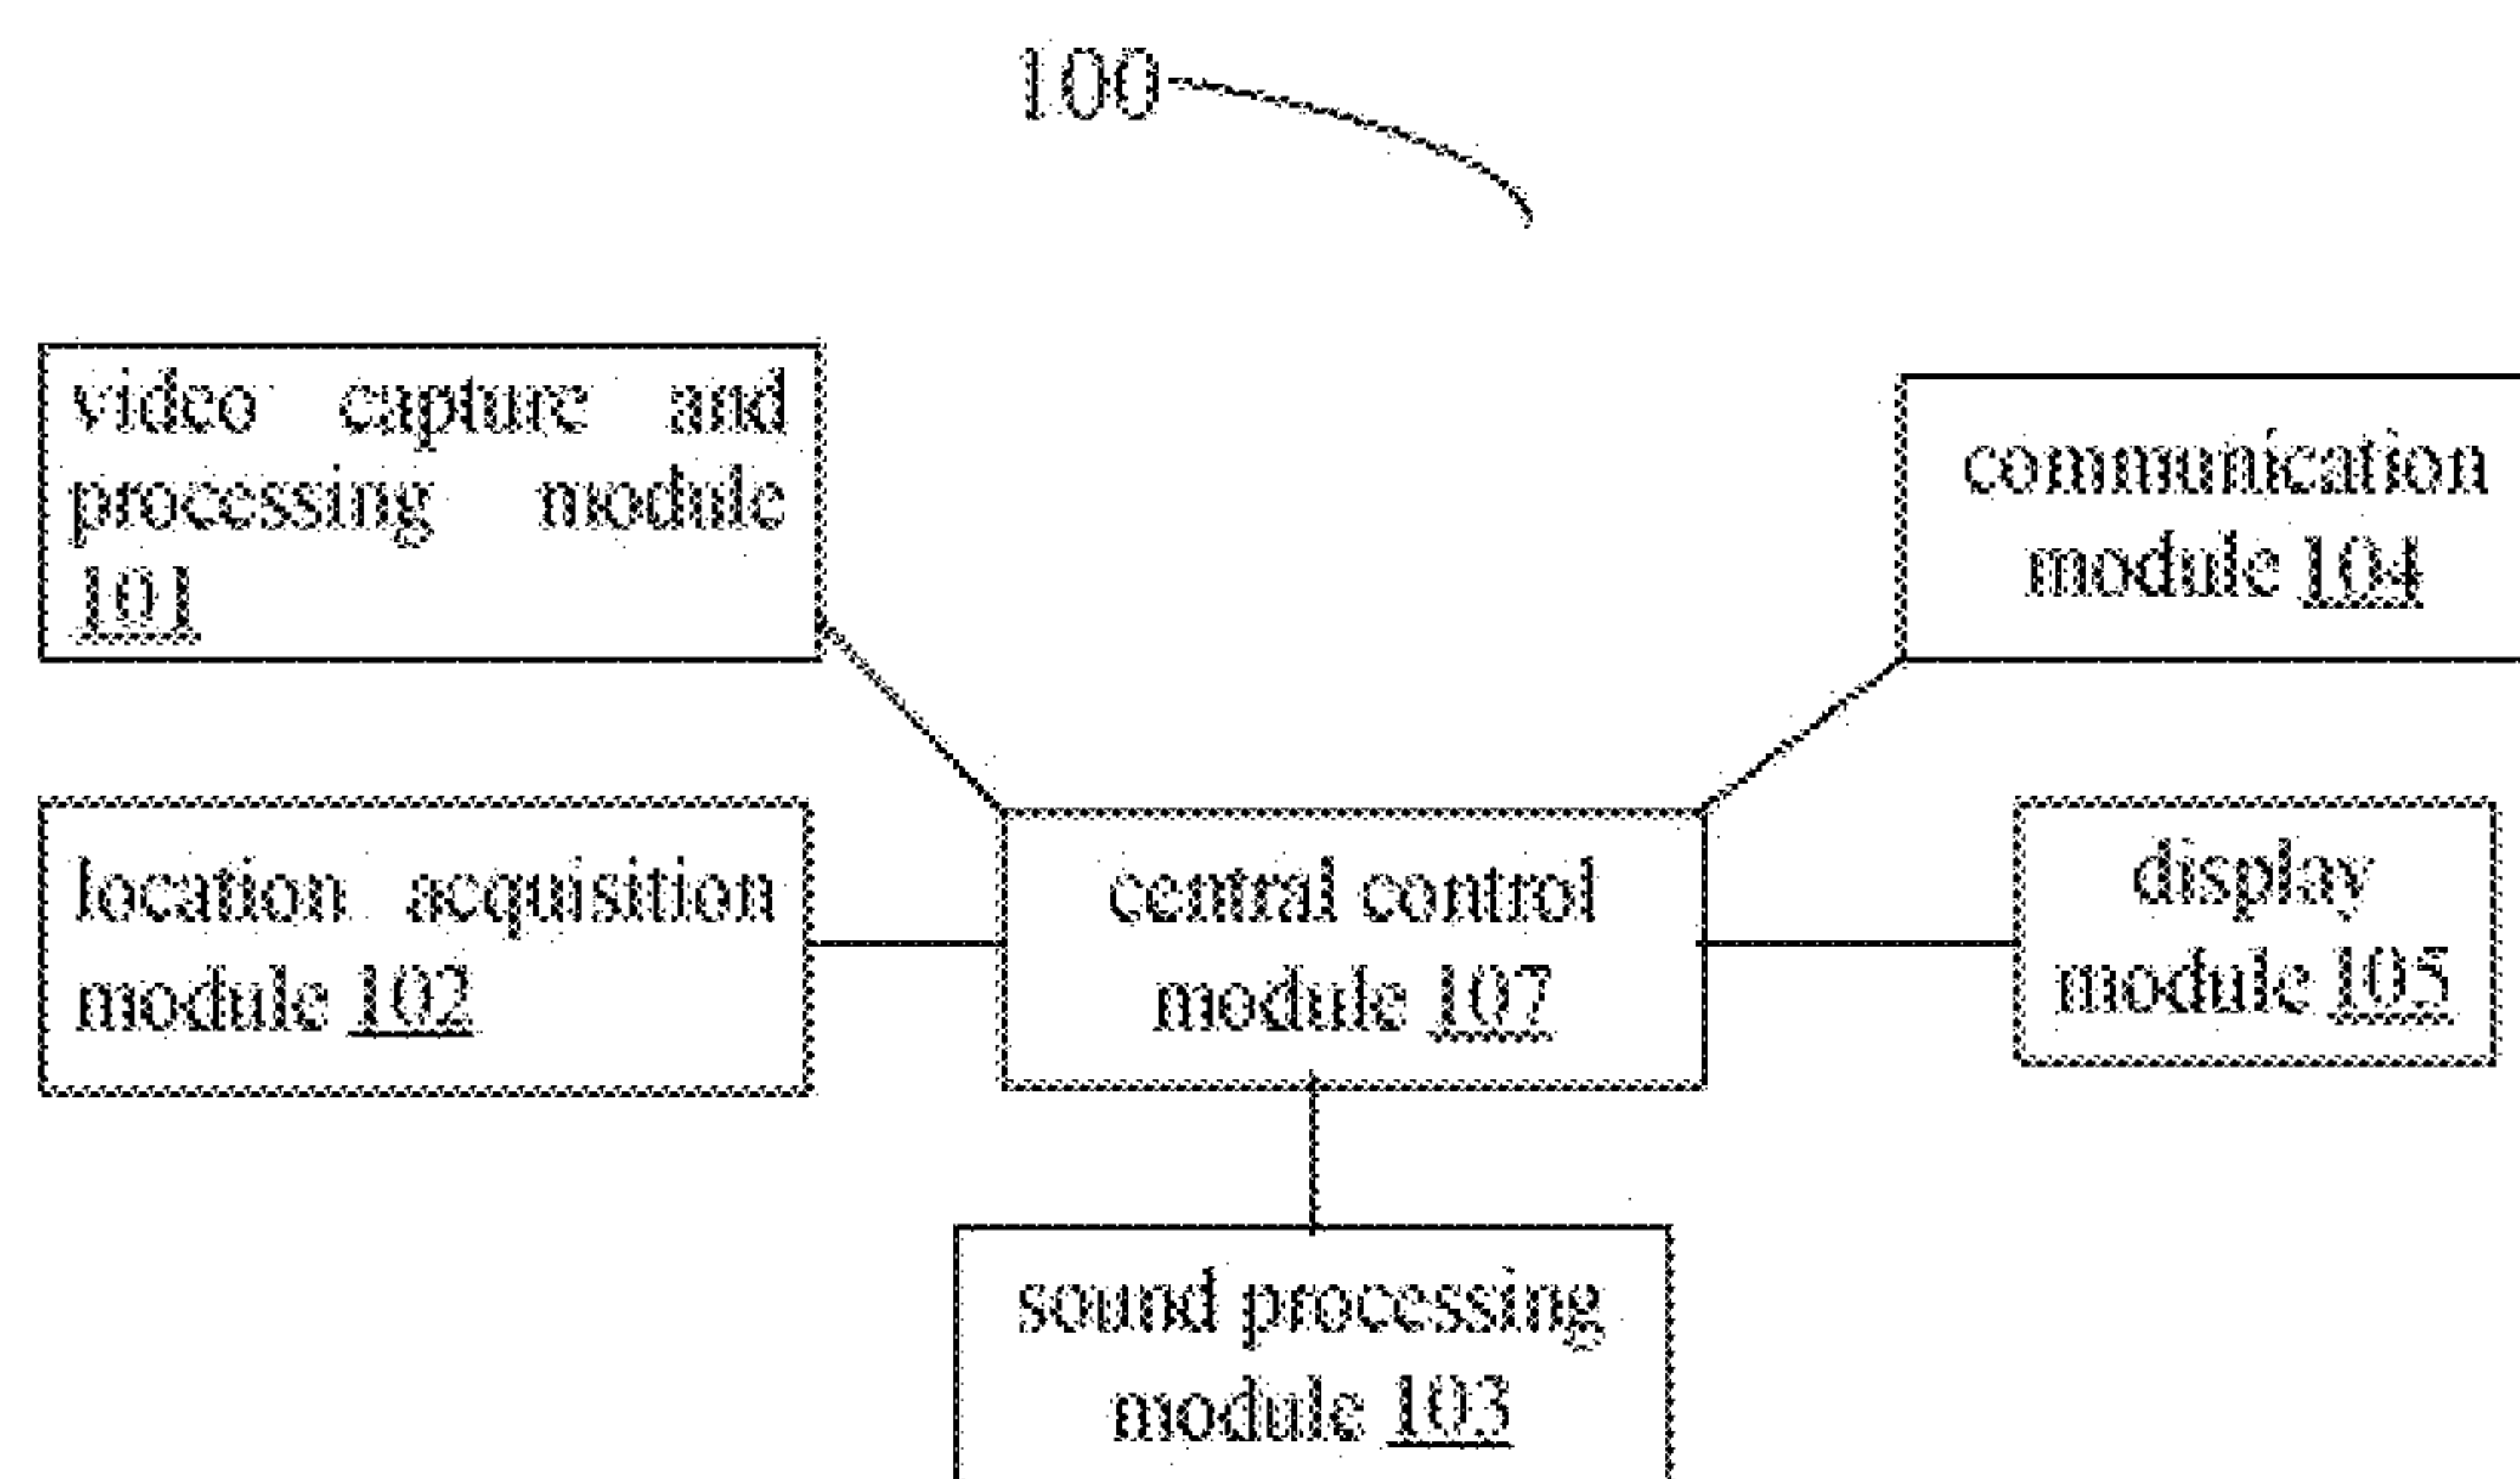 100
video capture and
processing module
101
communication
module 104
location acquisition
module 102
central control
module 107
display
module 105
sound processing
module 103